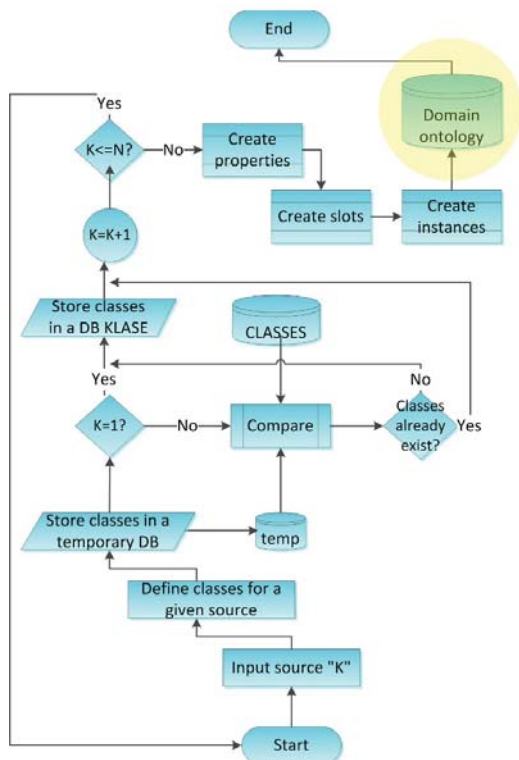 End
Yes
Domain
ontology
K<=N?
No
Create
properties
Create slots
Create
instances
K=K+1
Store classes
in a DB KLASE
CLASSES
Yes
No
K=1?
No
Compare
Classes
already
exist?
Yes
Store classes in a
temporary DB
temp
Define classes for a
given source
Input source "K"
Start